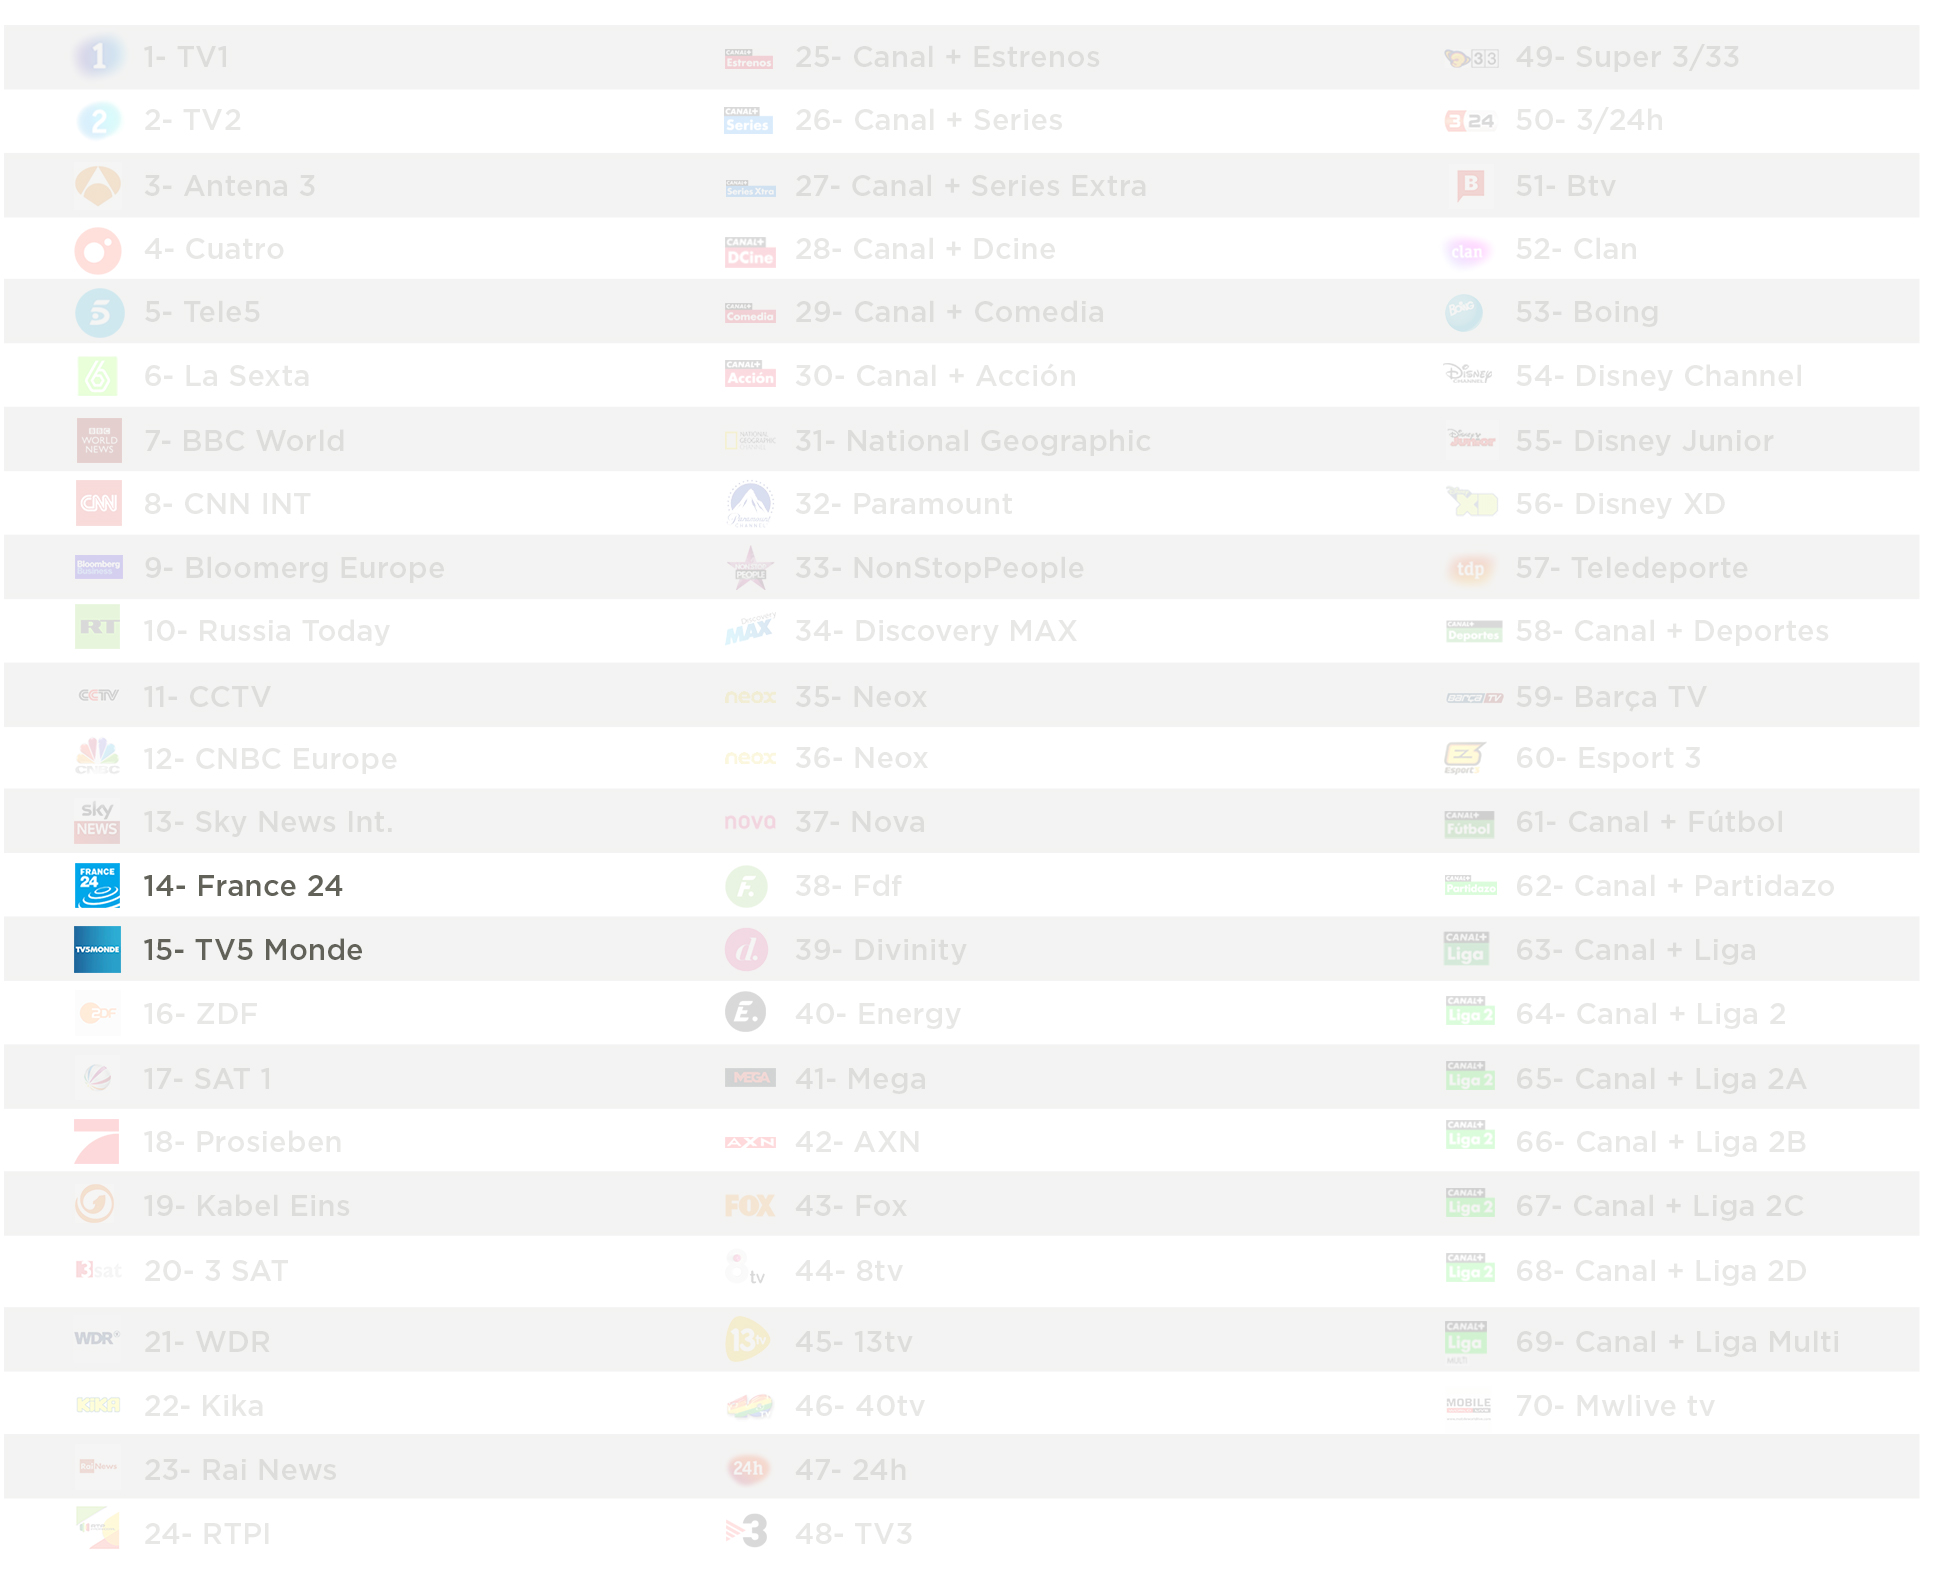 1- TV1
2- TV2
3- Antena 3
4- Cuatro
5- Tele5
6- La Sexta
7- BBC World
8- CNN INT
9- Bloomerg Europe
10- Russia Today
11- CCTV
12- CNBC Europe
13- Sky News Int.
14- France 24
15- TV5 Monde
16- ZDF
17- SAT 1
18- Prosieben
19- Kabel Eins
20- 3 SAT
21- WDR
22- Kika
23- Rai News
24- RTPI
25- Canal + Estrenos
26- Canal + Series
27- Canal + Series Extra
28- Canal + Dcine
29- Canal + Comedia
30- Canal + Acción
31- National Geographic
32- Paramount
33- NonStopPeople
34- Discovery MAX
35- Neox
36- Neox
37- Nova
38- Fdf
39- Divinity
40- Energy
41- Mega
42- AXN
43- Fox
44- 8tv
45- 13tv
46- 40tv
47- 24h
48- TV3
49- Super 3/33
50- 3/24h
51- Btv
52- Clan
53- Boing
54- Disney Channel
55- Disney Junior
56- Disney XD
57- Teledeporte
58- Canal + Deportes
59- Barça TV
60- Esport 3
61- Canal + Fútbol
62- Canal + Partidazo
63- Canal + Liga
64- Canal + Liga 2
65- Canal + Liga 2A
66- Canal + Liga 2B
67- Canal + Liga 2C
68- Canal + Liga 2D
69- Canal + Liga Multi
70- Mwlive tv